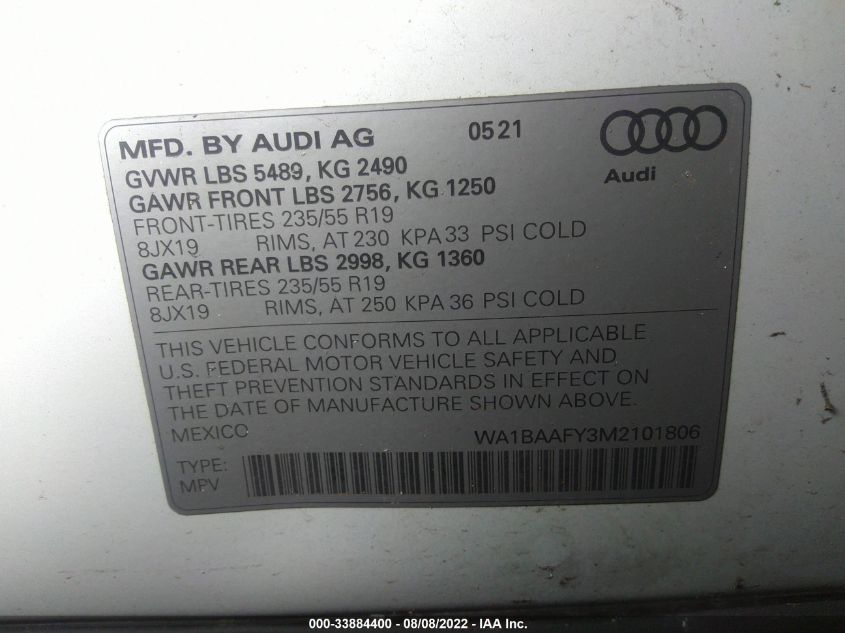 MFD. BY AUDI AG 0521
GVWR LBS 5489, KG 2490
GAWR FRONT LBS 2756, KG 1250
Audi
FRONT-TIRES 235/55 R19
8JX19 RIMS, AT 230 KPA 33 PSI COLD
GAWR REAR LBS 2998, KG 1360
REAR-TIRES 235/55 R19
8JX19 RIMS, AT 250 KPA 36 PSI COLD
THIS VEHICLE CONFORMS TO ALL APPLICABLE
U.S. FEDERAL MOTOR VEHICLE SAFETY AND
THEFT PREVENTION STANDARDS IN EFFECT ON
THE DATE OF MANUFACTURE SHOWN ABOVE.
MEXICO WA1BAAFY3M2101806
TYPE:
MPV
000-33884400 - 08/08/2022 - IAA Inc.